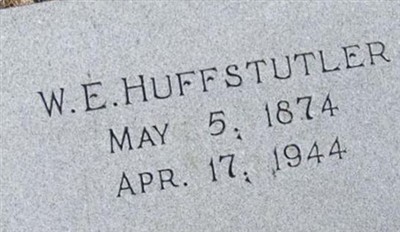 W. E. HUFFSTUTLER
MAY 5, 1874
APR. 17, 1944